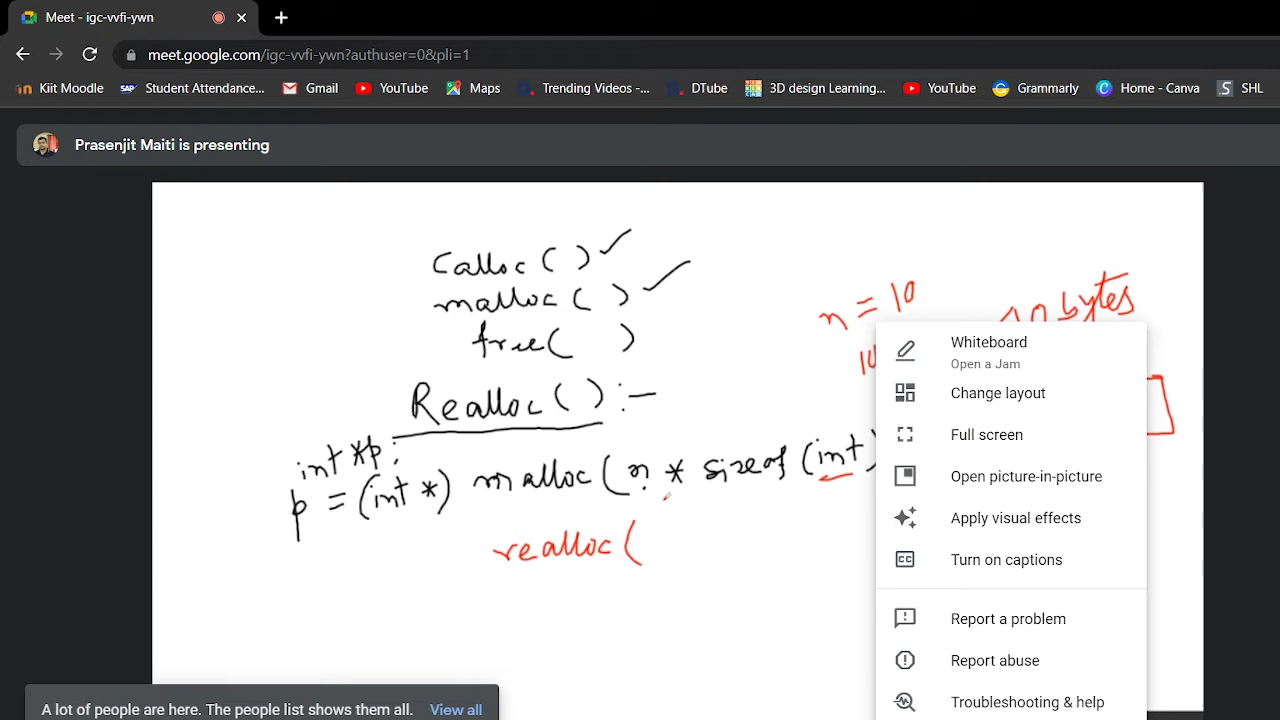 Meet - igc-vvfi-ywn
meet.google.com/igc-vvfi-ywn?authuser=0&pli=1
Kit Moodle
Student Attendance...
Gmail
YouTube
Maps
Trending Videos -...
DTube
3D design Learning...
YouTube
Grammarly
Home - Canva
SHL
Prasenjit Maiti is presenting
Calloc ( ) ✓
malloc ( ) ✓
free ( )
Realloc ( ) :-
int *p;
p = (int *) malloc (n * sizeof (int)
realloc (
n = 10
bytes
Whiteboard
Open a Jam
Change layout
Full screen
Open picture-in-picture
Apply visual effects
Turn on captions
Report a problem
Report abuse
Troubleshooting & help
A lot of people are here. The people list shows them all. View all